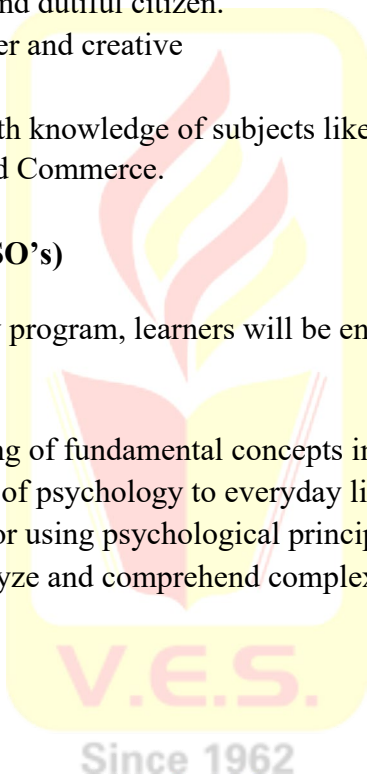 nd dutiful citizen.
er and creative
th knowledge of subjects like
d Commerce.
SO’s)
program, learners will be en
ng of fundamental concepts in
of psychology to everyday li
or using psychological princip
yze and comprehend complex
V.E.S.
Since 1962